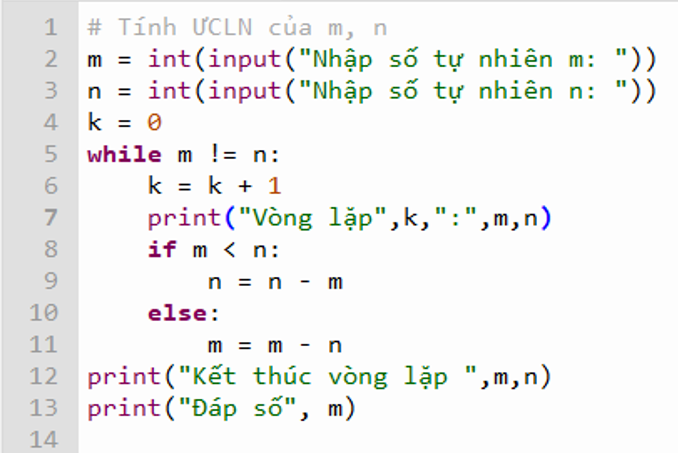 1 # Tính ƯCLN của m, n
2 m = int(input("Nhập số tự nhiên m: "))
3 n = int(input("Nhập số tự nhiên n: "))
4 k = 0
5 while m != n:
6     k = k + 1
7     print("Vòng lặp",k,":",m,n)
8     if m < n:
9         n = n - m
10     else:
11         m = m - n
12 print("Kết thúc vòng lặp ",m,n)
13 print("Đáp số", m)
14